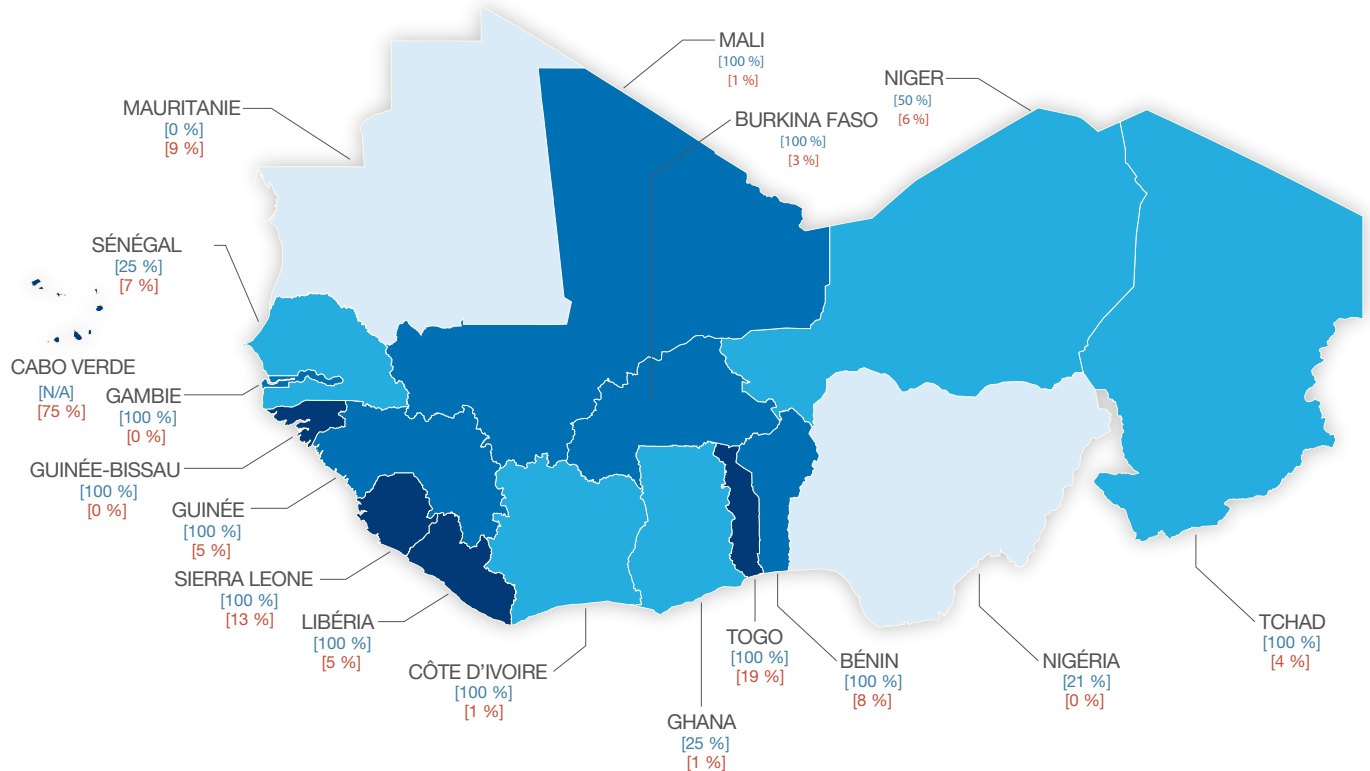 MALI
[100 %]
[1 %]
NIGER
[50 %]
[6 %]
MAURITANIE
[0 %]
[9 %]
BURKINA FASO
[100 %]
[3 %]
SÉNÉGAL
[25 %]
[7 %]
CABO VERDE
[N/A]
[75 %]
GAMBIE
[100 %]
[0 %]
GUINÉE-BISSAU
[100 %]
[0 %]
GUINÉE
[100 %]
[5 %]
SIERRA LEONE
[100 %]
[13 %]
LIBÉRIA
[100 %]
[5 %]
CÔTE D'IVOIRE
[100 %]
[1 %]
GHANA
[25 %]
[1 %]
TOGO
[100 %]
[19 %]
BÉNIN
[100 %]
[8 %]
NIGÉRIA
[21 %]
[0 %]
TCHAD
[100 %]
[4 %]